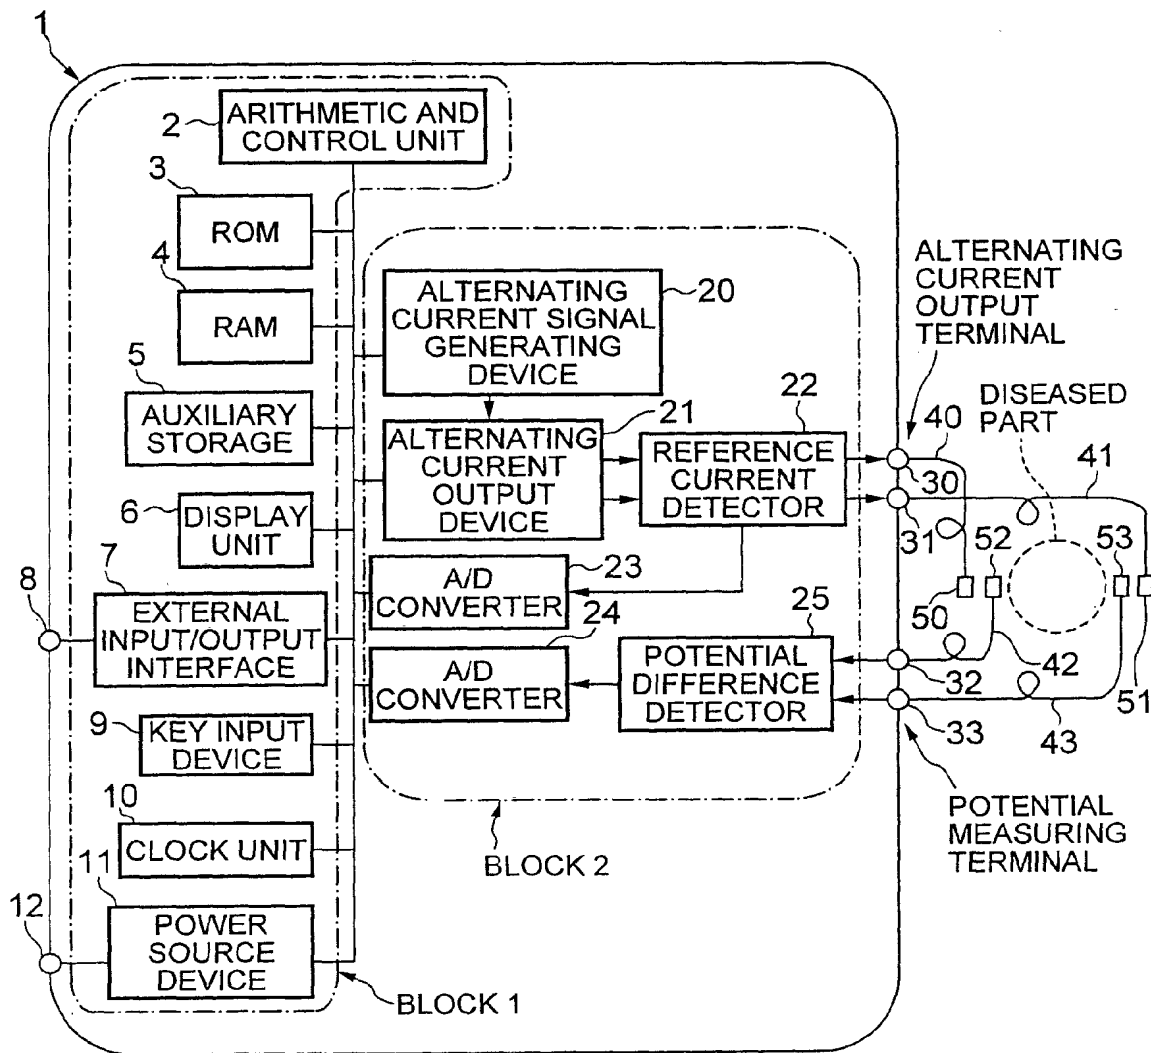 1
2
ARITHMETIC AND
CONTROL UNIT
3
ROM
4
RAM
5
AUXILIARY
STORAGE
6
DISPLAY
UNIT
7
8
EXTERNAL
INPUT/OUTPUT
INTERFACE
9
KEY INPUT
DEVICE
10
CLOCK UNIT
11
12
POWER
SOURCE
DEVICE
BLOCK 1
ALTERNATING
CURRENT SIGNAL
GENERATING
DEVICE
20
ALTERNATING
CURRENT
OUTPUT
DEVICE
21
22
REFERENCE
CURRENT
DETECTOR
A/D
CONVERTER
23
A/D
CONVERTER
24
25
POTENTIAL
DIFFERENCE
DETECTOR
BLOCK 2
ALTERNATING
CURRENT
OUTPUT
TERMINAL
DISEASED
PART
40
41
30
31
52
53
50
42
51
32
33
43
POTENTIAL
MEASURING
TERMINAL